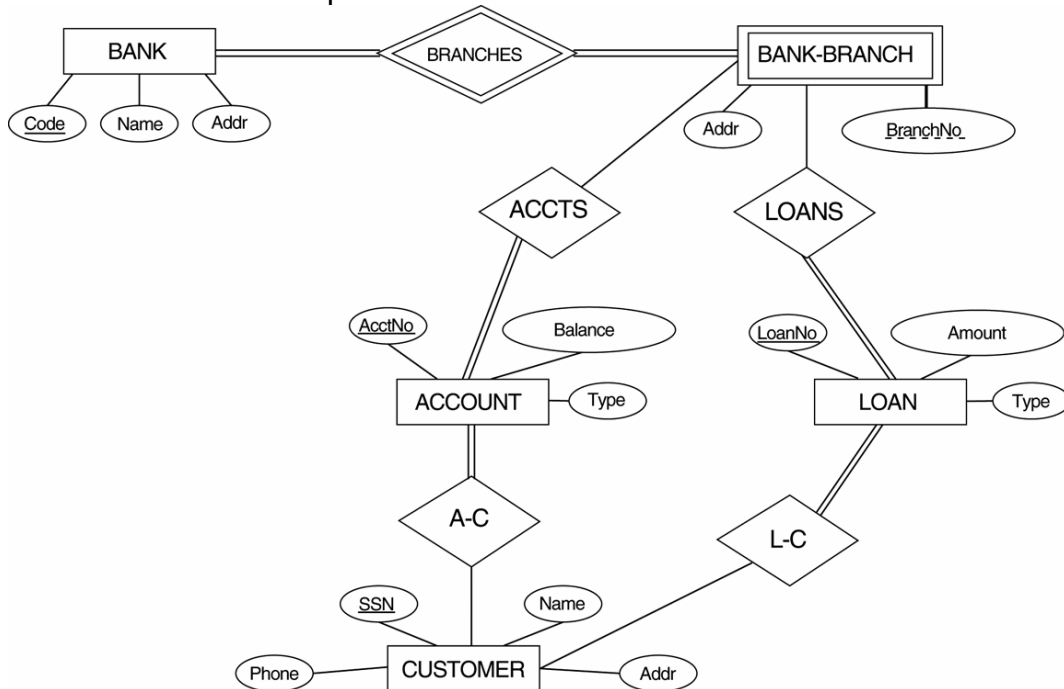 BANK
BRANCHES
BANK-BRANCH
Code
Name
Addr
Addr
BranchNo
ACCTS
LOANS
AcctNo
Balance
LoanNo
Amount
ACCOUNT
Type
LOAN
Type
A-C
L-C
SSN
Name
Phone
CUSTOMER
Addr